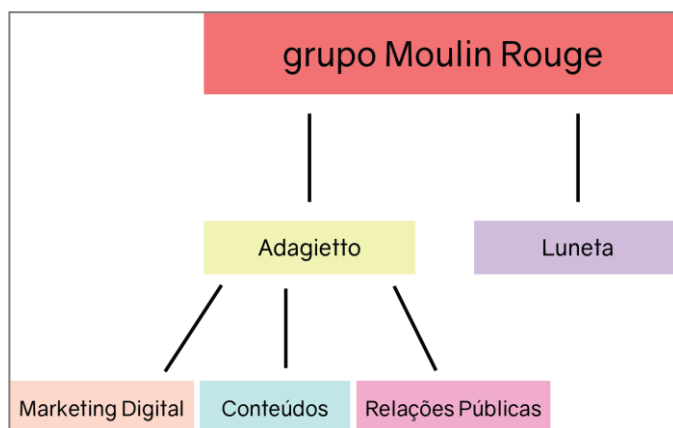 grupo Moulin Rouge
Adagietto
Luneta
Marketing Digital
Conteúdos
Relações Públicas